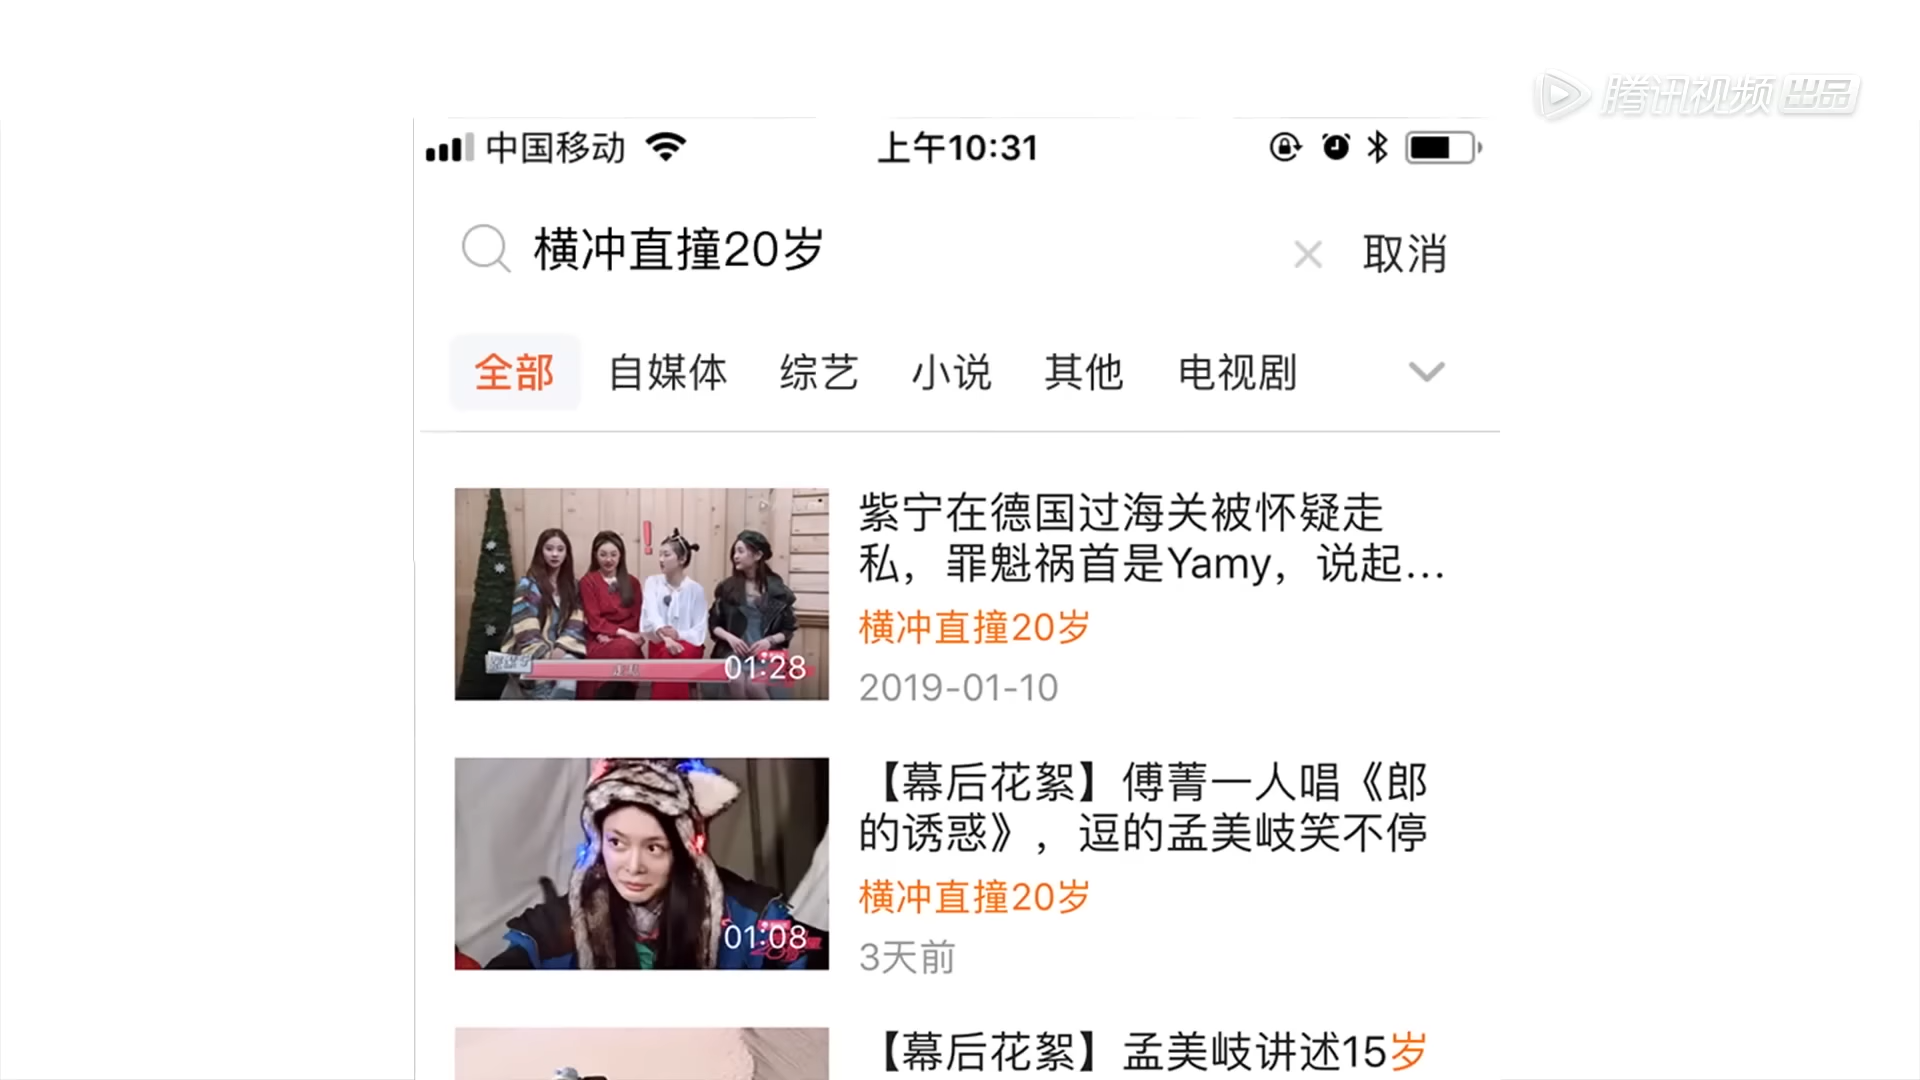 腾讯视频 出品
中国移动
上午10:31
横冲直撞20岁
取消
全部 自媒体 综艺 小说 其他 电视剧
紫宁在德国过海关被怀疑走
私，罪魁祸首是Yamy，说起...
横冲直撞20岁
2019-01-10
01:28
【幕后花絮】傅菁一人唱《郎
的诱惑》，逗的孟美岐笑不停
横冲直撞20岁
3天前
01:08
【幕后花絮】孟美岐讲述15岁